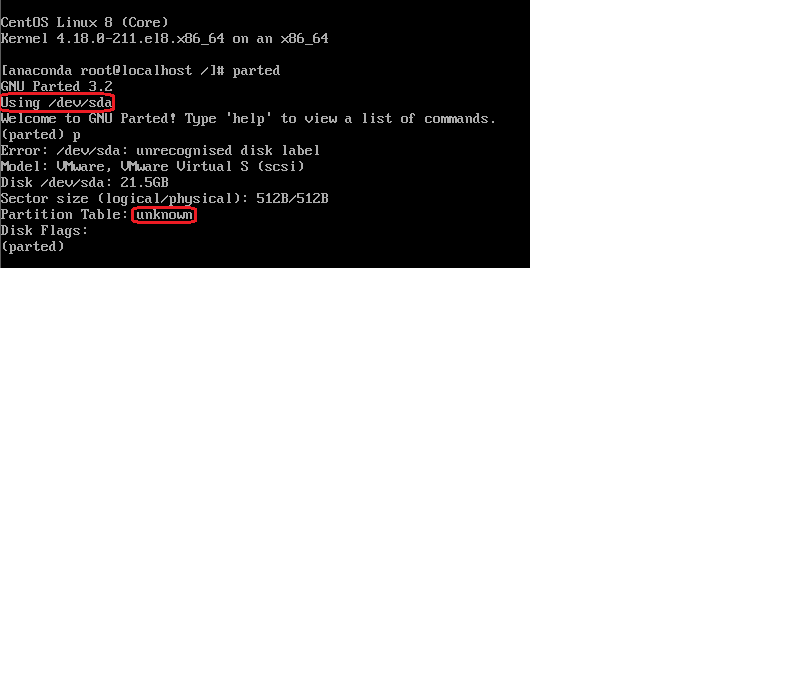 CentOS Linux 8 (Core)
Kernel 4.18.0-211.el8.x86_64 on an x86_64
[anaconda root@localhost /]# parted
GNU Parted 3.2
Using /dev/sda
Welcome to GNU Parted! Type 'help' to view a list of commands.
(parted) p
Error: /dev/sda: unrecognised disk label
Model: VMware, VMware Virtual S (scsi)
Disk /dev/sda: 21.5GB
Sector size (logical/physical): 512B/512B
Partition Table: unknown
Disk Flags:
(parted)